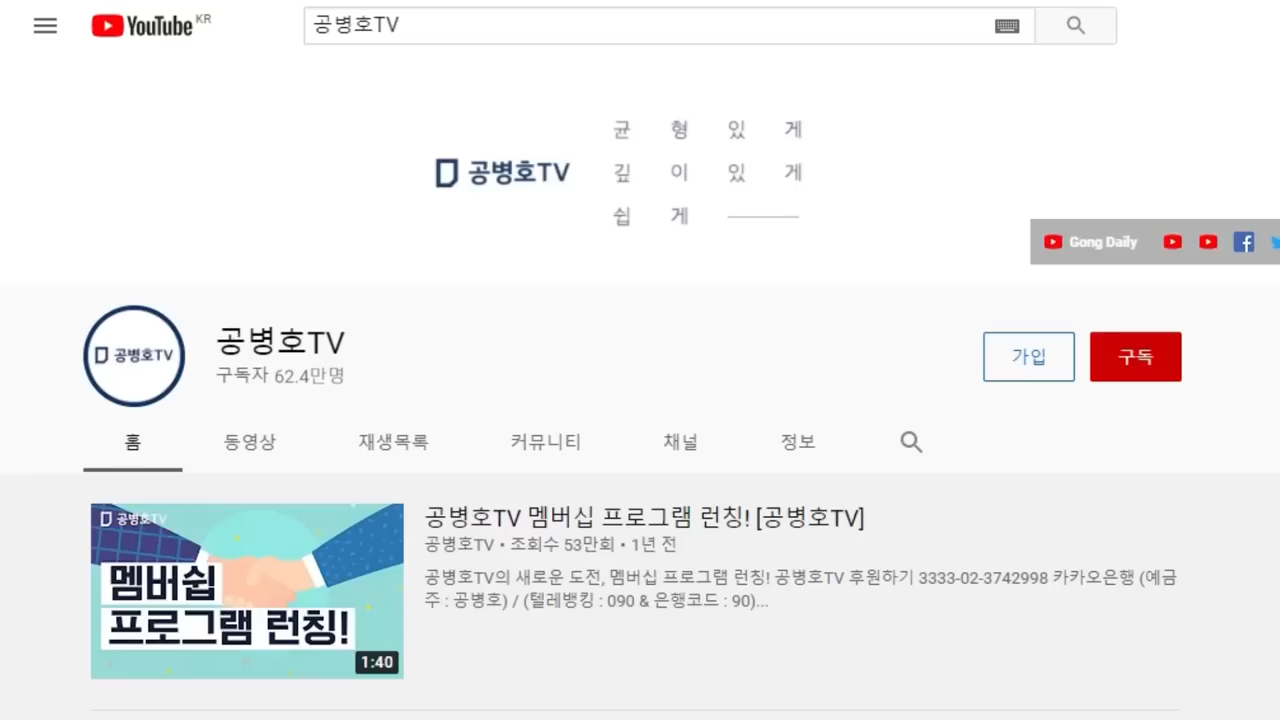 YouTube KR
공병호TV
균 형 있 게
공병호TV
깊 이 있 게
쉽 게
Gong Daily
공병호TV
공병호TV
구독자 62.4만명
가입
구독
홈
동영상
재생목록
커뮤니티
채널
정보
공병호TV
멤버쉽
프로그램 런칭!
1:40
공병호TV 멤버십 프로그램 런칭! [공병호TV]
공병호TV • 조회수 53만회 • 1년 전
공병호TV의 새로운 도전, 멤버십 프로그램 런칭! 공병호TV 후원하기 3333-02-3742998 카카오은행 (예금
주 : 공병호) / (텔레뱅킹 : 090 & 은행코드 : 90)...